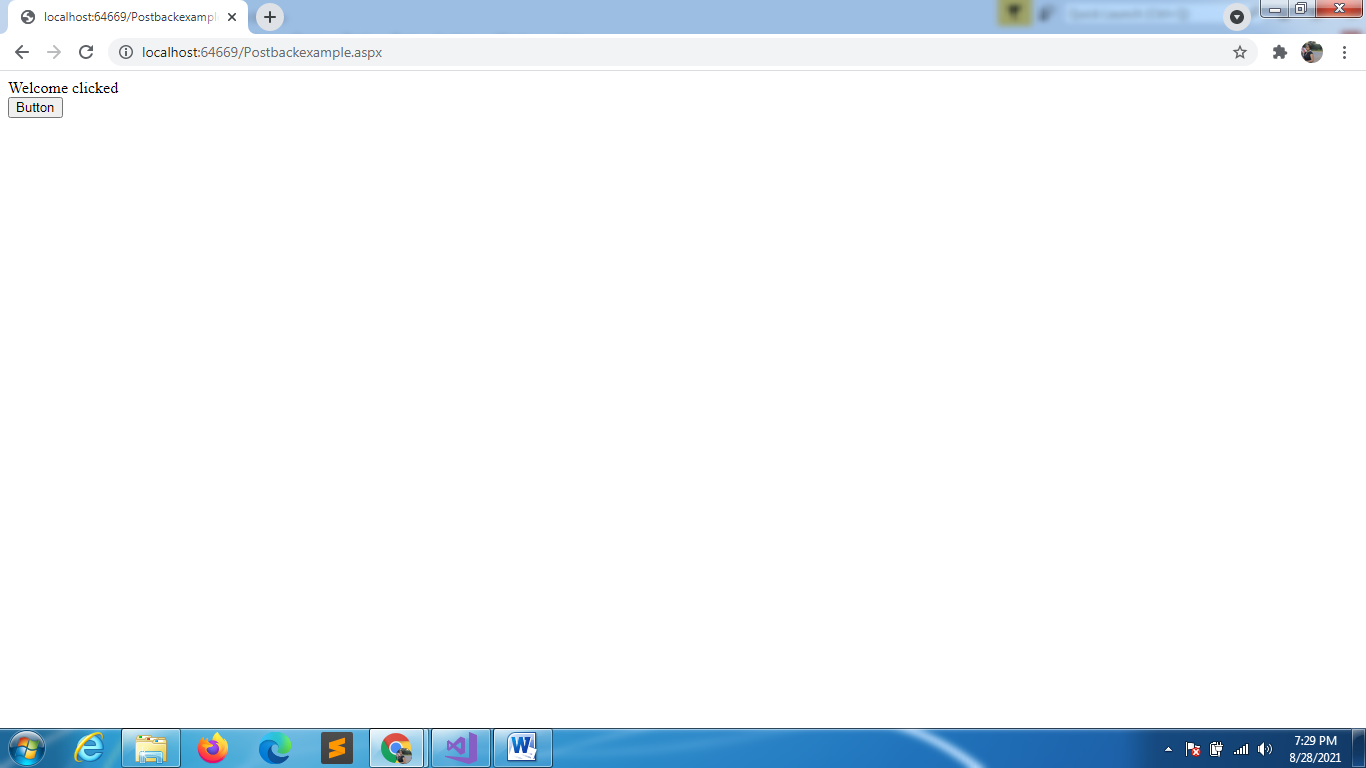 localhost:64669/Postbackexampl
localhost:64669/Postbackexample.aspx
Welcome clicked
Button
7:29 PM
8/28/2021